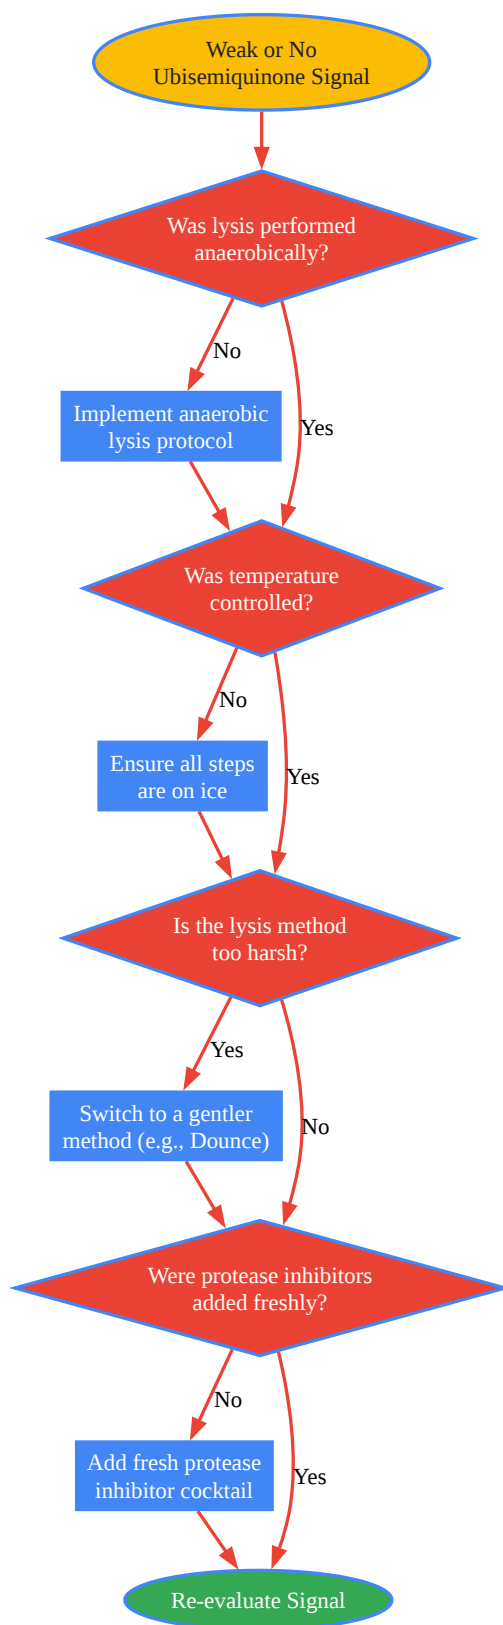 Weak or No
Ubisemiquinone Signal
Was lysis performed
anaerobically?
No
Implement anaerobic
lysis protocol
Yes
Was temperature
controlled?
No
Ensure all steps
are on ice
Yes
Is the lysis method
too harsh?
Yes
Switch to a gentler
method (e.g., Dounce)
No
Were protease inhibitors
added freshly?
No
Add fresh protease
inhibitor cocktail
Yes
Re-evaluate Signal